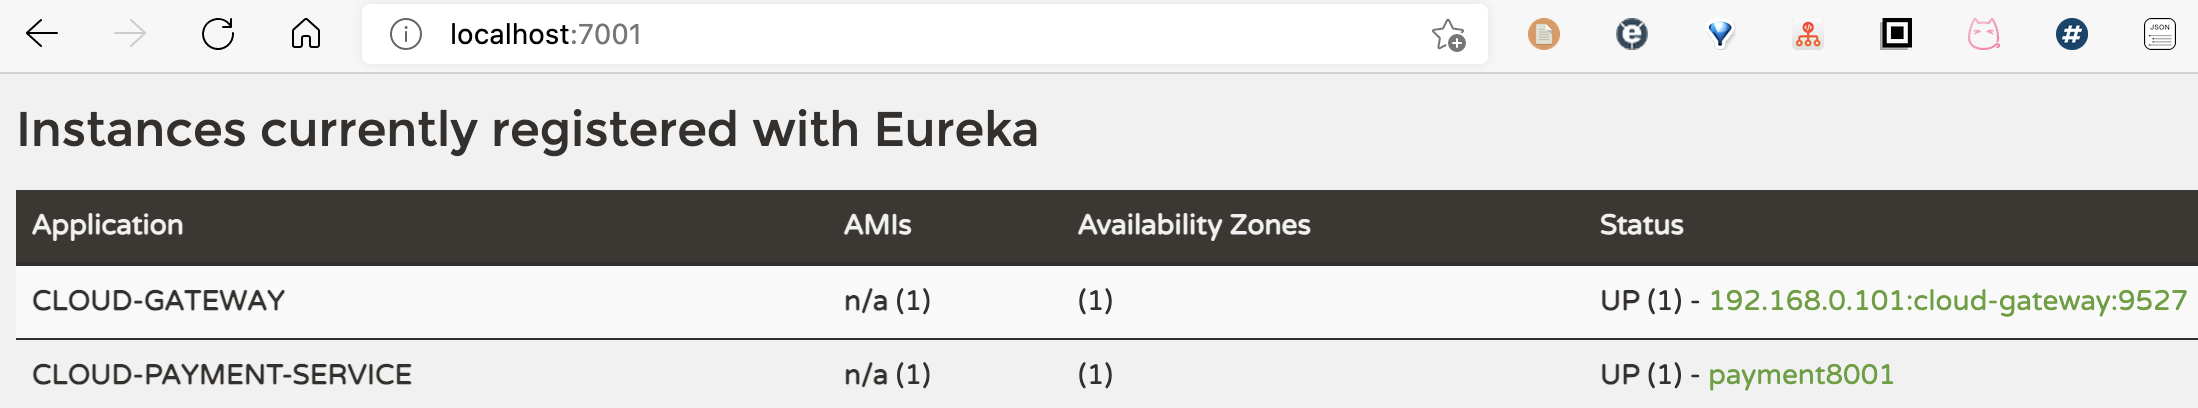 localhost:7001
JSON
Instances currently registered with Eureka
Application AMIs Availability Zones Status
CLOUD-GATEWAY n/a (1) (1) UP (1) - 192.168.0.101:cloud-gateway:9527
CLOUD-PAYMENT-SERVICE n/a (1) (1) UP (1) - payment8001